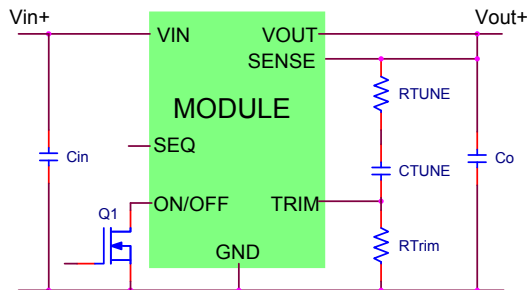 Vin+
Vout+
VIN
VOUT
SENSE
RTUNE
MODULE
Cin
SEQ
CTUNE
Co
Q1
ON/OFF
TRIM
RTrim
GND